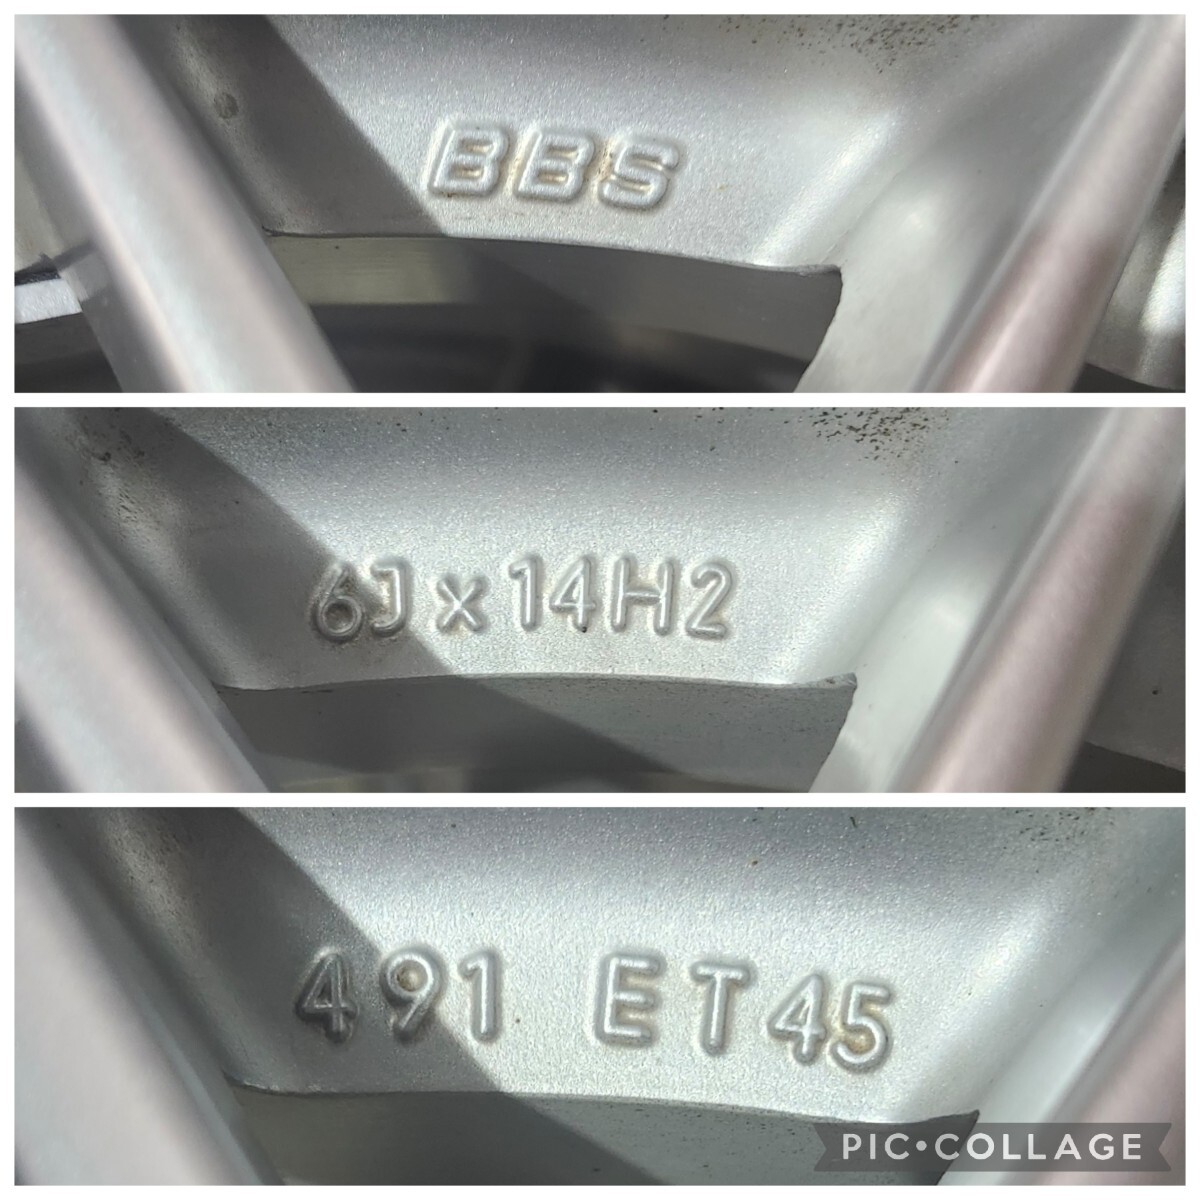 BBS
6J x 14H2
491 ET45
PIC•COLLAGE